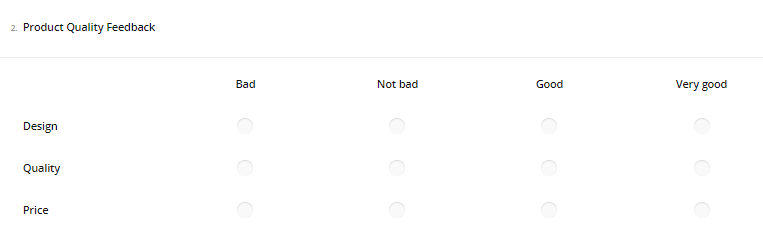 2. Product Quality Feedback
Bad Not bad Good Very good
Design
Quality
Price